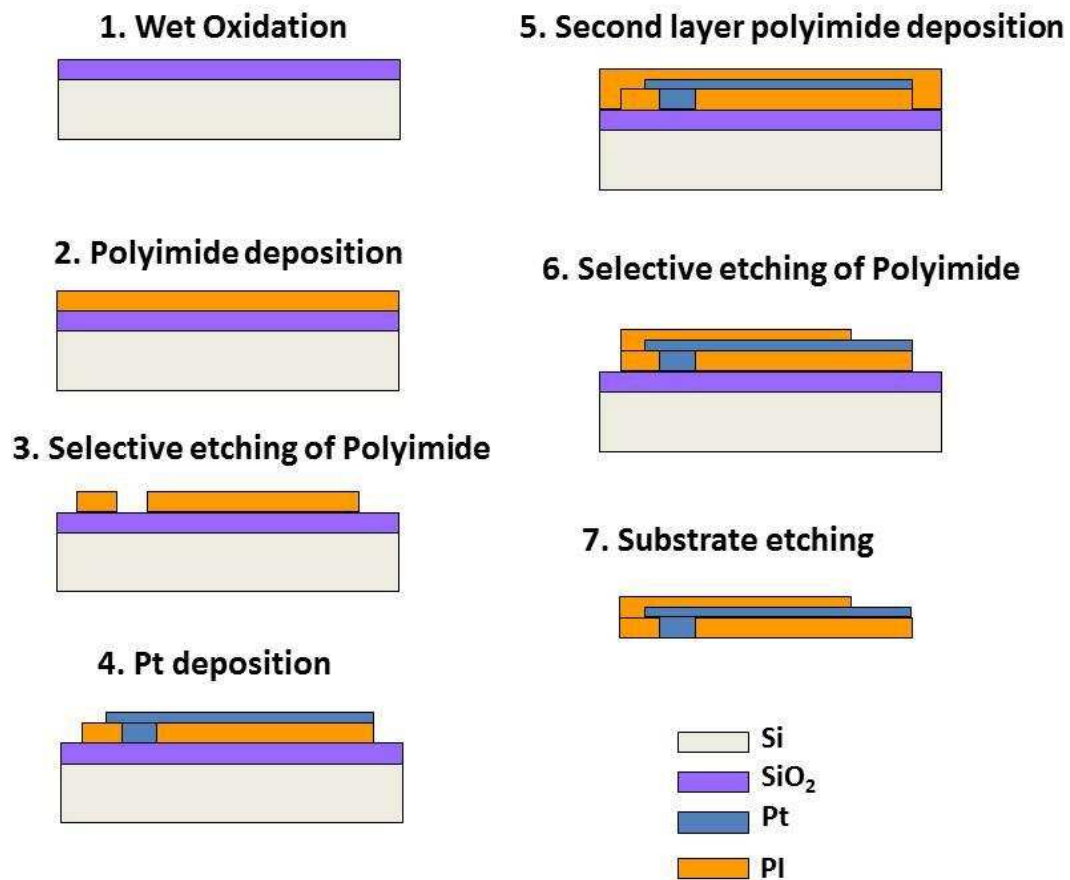 1. Wet Oxidation
2. Polyimide deposition
3. Selective etching of Polyimide
4. Pt deposition
5. Second layer polyimide deposition
6. Selective etching of Polyimide
7. Substrate etching
Si
SiO₂
Pt
PI